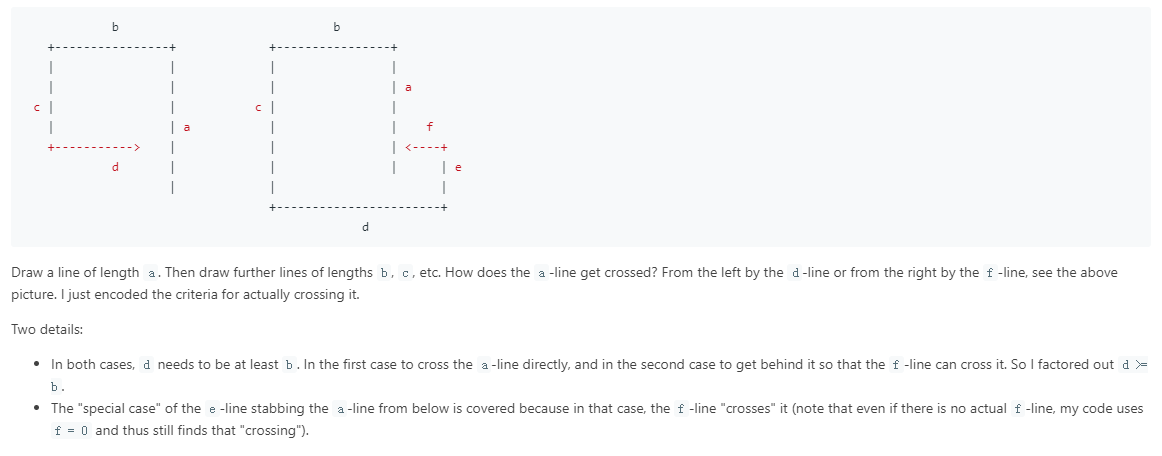 b b
+----------------+ +----------------+
| | | |
| | | | a
c | | c | |
| | a | | f
+-----------> | | | <----+
d | | | | e
| | |
+-----------------------+
d
Draw a line of length a. Then draw further lines of lengths b, c, etc. How does the a-line get crossed? From the left by the d-line or from the right by the f-line, see the above
picture. I just encoded the criteria for actually crossing it.
Two details:
• In both cases, d needs to be at least b. In the first case to cross the a-line directly, and in the second case to get behind it so that the f-line can cross it. So I factored out d >=
b.
• The "special case" of the e-line stabbing the a-line from below is covered because in that case, the f-line "crosses" it (note that even if there is no actual f-line, my code uses
f = 0 and thus still finds that "crossing").